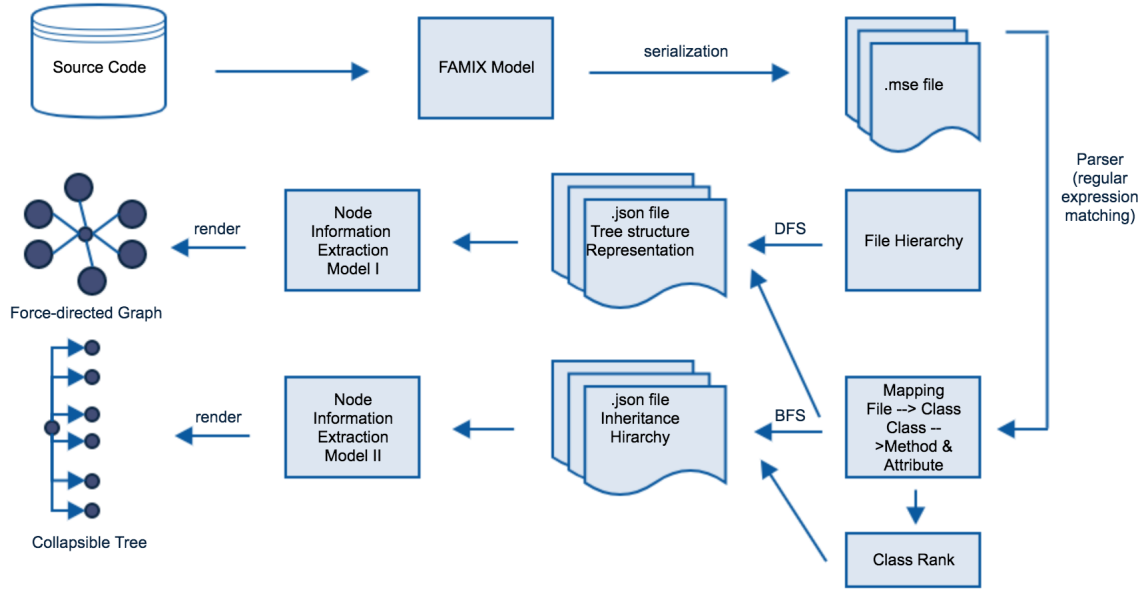 Source Code
FAMIX Model
serialization
.mse file
Parser
(regular
expression
matching)
Force-directed Graph
render
Node
Information
Extraction
Model I
.json file
Tree structure
Representation
DFS
File Hierarchy
Collapsible Tree
render
Node
Information
Extraction
Model II
.json file
Inheritance
Hirarchy
BFS
Mapping
File --> Class
Class --
>Method &
Attribute
Class Rank